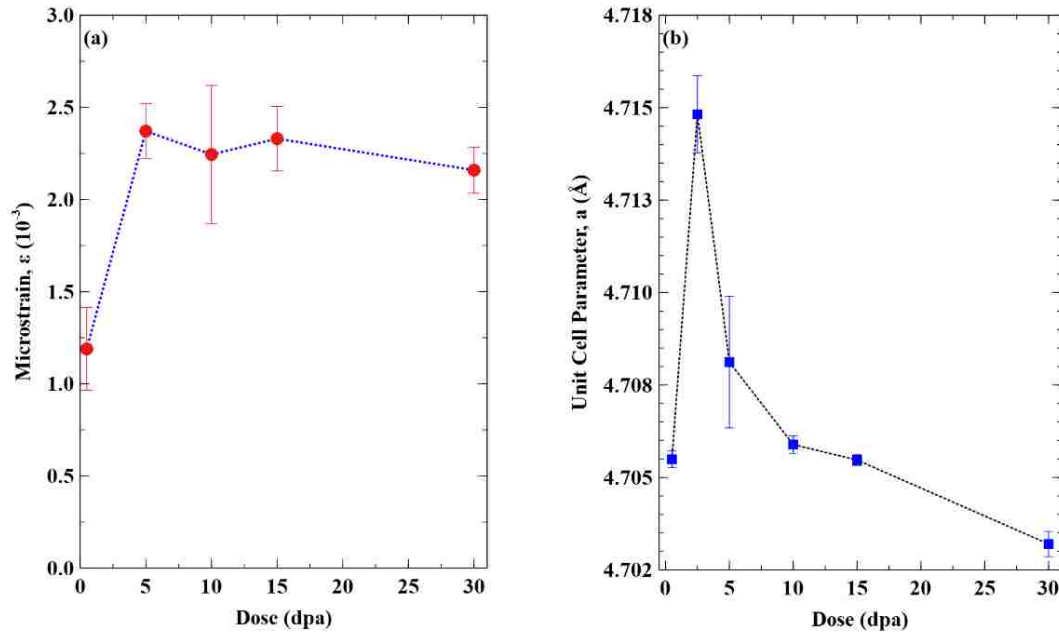 (a)
Microstrain, ε (10⁻³)
3.0
2.5
2.0
1.5
1.0
0.5
0.0
0 5 10 15 20 25 30
Dose (dpa)
(b)
Unit Cell Parameter, a (Å)
4.718
4.715
4.713
4.710
4.708
4.705
4.702
0 5 10 15 20 25 30
Dose (dpa)